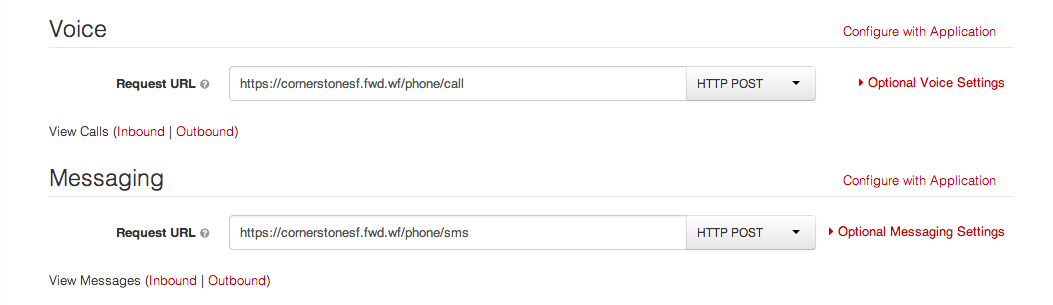 Voice Configure with Application
Request URL ? https://cornerstonesf.fwd.wf/phone/call HTTP POST Optional Voice Settings
View Calls (Inbound | Outbound)
Messaging Configure with Application
Request URL ? https://cornerstonesf.fwd.wf/phone/sms HTTP POST Optional Messaging Settings
View Messages (Inbound | Outbound)